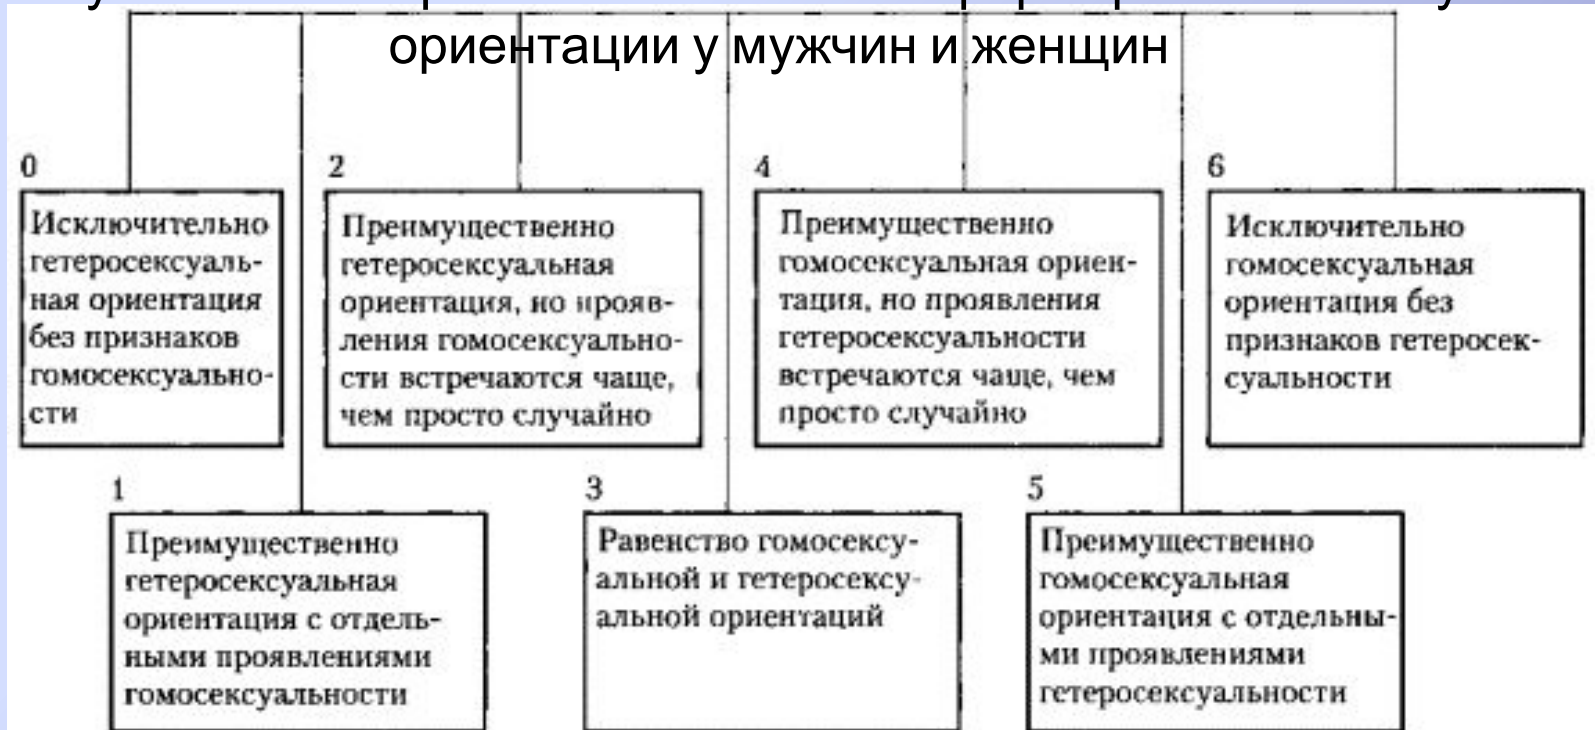 ориентации у мужчин и женщин
0
Исключительно
гетеросексуаль-
ная ориентация
без признаков
гомосексуально-
сти
2
Преимущественно
гетеросексуальная
ориентация, но прояв-
ления гомосексуально-
сти встречаются чаще,
чем просто случайно
4
Преимущественно
гомосексуальная ориен-
тация, но проявления
гетеросексуальности
встречаются чаще, чем
просто случайно
6
Исключительно
гомосексуальная
ориентация без
признаков гетеросек-
суальности
1
Преимущественно
гетеросексуальная
ориентация с отдель-
ными проявлениями
гомосексуальности
3
Равенство гомосексу-
альной и гетеросексу-
альной ориентаций
5
Преимущественно
гомосексуальная
ориентация с отдельны-
ми проявлениями
гетеросексуальности